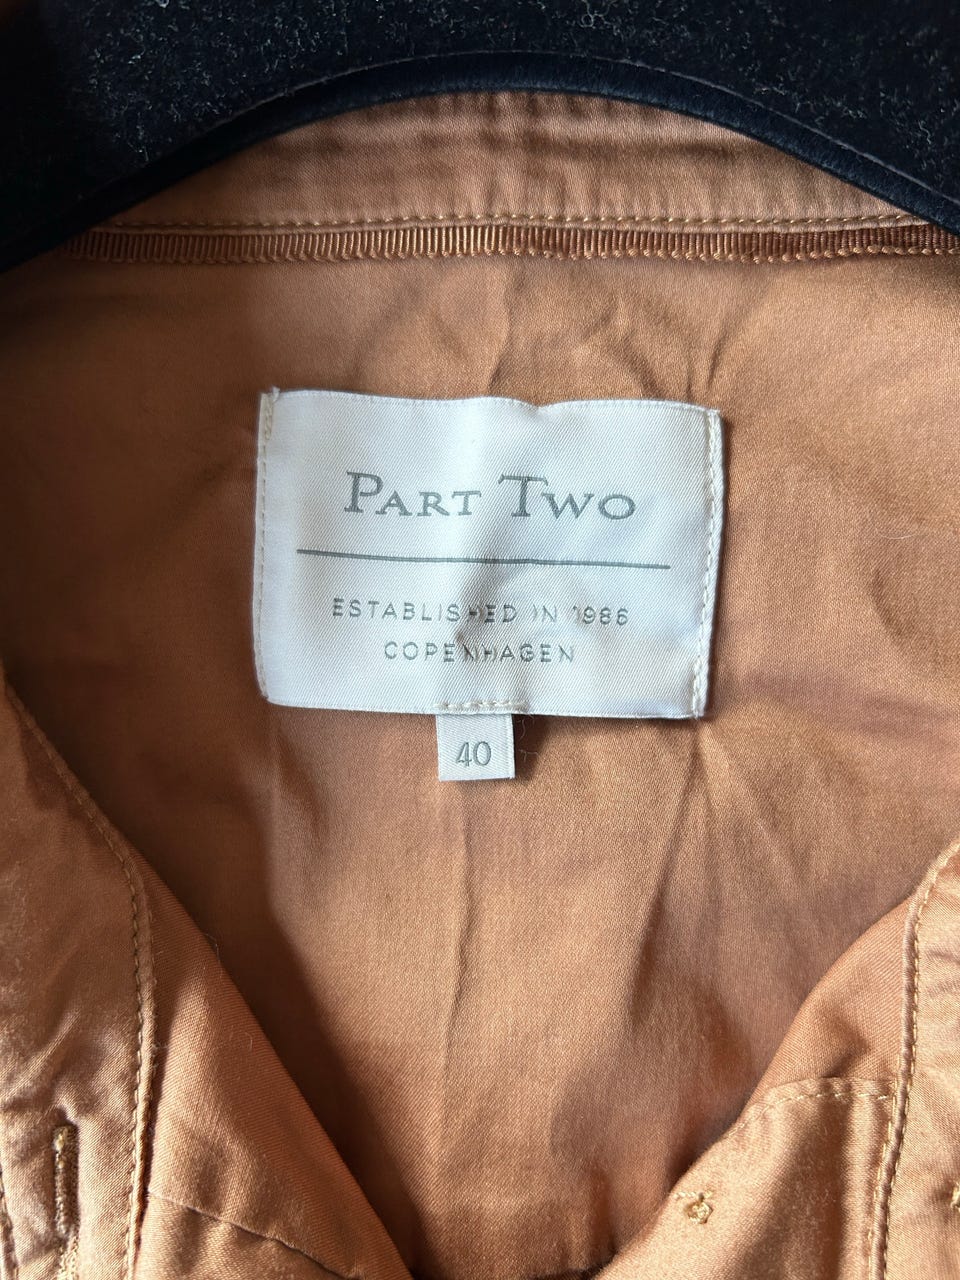 PART TWO
ESTABLISHED IN 1986
COPENHAGEN
40